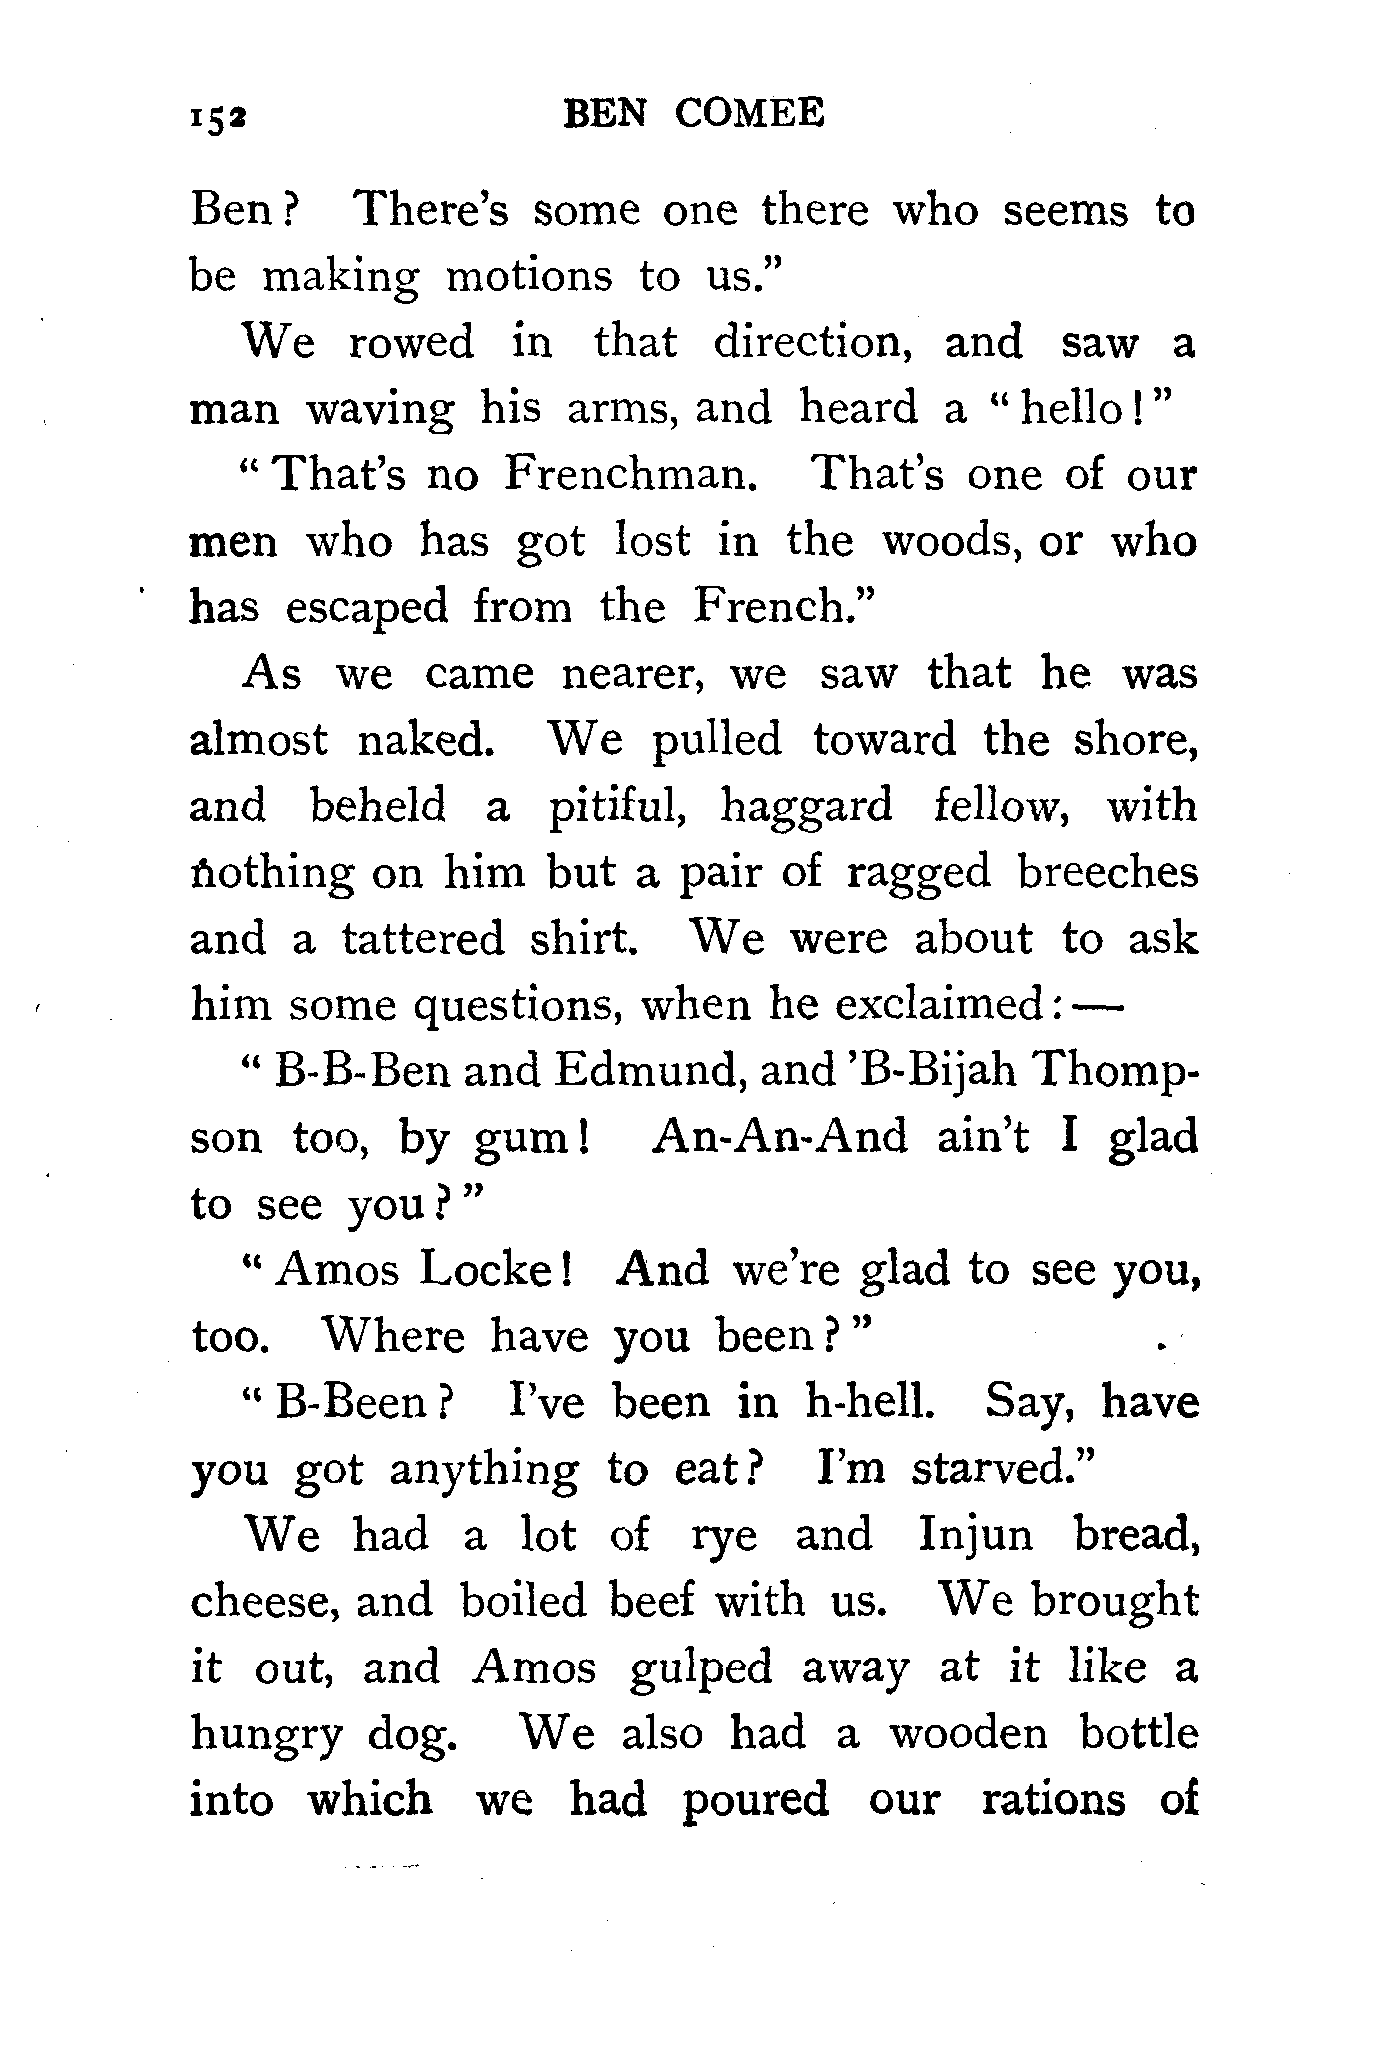 152 BEN COMEE
Ben? There's some one there who seems to
be making motions to us."
We rowed in that direction, and saw a
man waving his arms, and heard a "hello!"
"That's no Frenchman. That's one of our
men who has got lost in the woods, or who
has escaped from the French."
As we came nearer, we saw that he was
almost naked. We pulled toward the shore,
and beheld a pitiful, haggard fellow, with
nothing on him but a pair of ragged breeches
and a tattered shirt. We were about to ask
him some questions, when he exclaimed:—
"B-B-Ben and Edmund, and 'B-Bijah Thomp-
son too, by gum! An-An-And ain't I glad
to see you?"
"Amos Locke! And we're glad to see you,
too. Where have you been?"
"B-Been? I've been in h-hell. Say, have
you got anything to eat? I'm starved."
We had a lot of rye and Injun bread,
cheese, and boiled beef with us. We brought
it out, and Amos gulped away at it like a
hungry dog. We also had a wooden bottle
into which we had poured our rations of